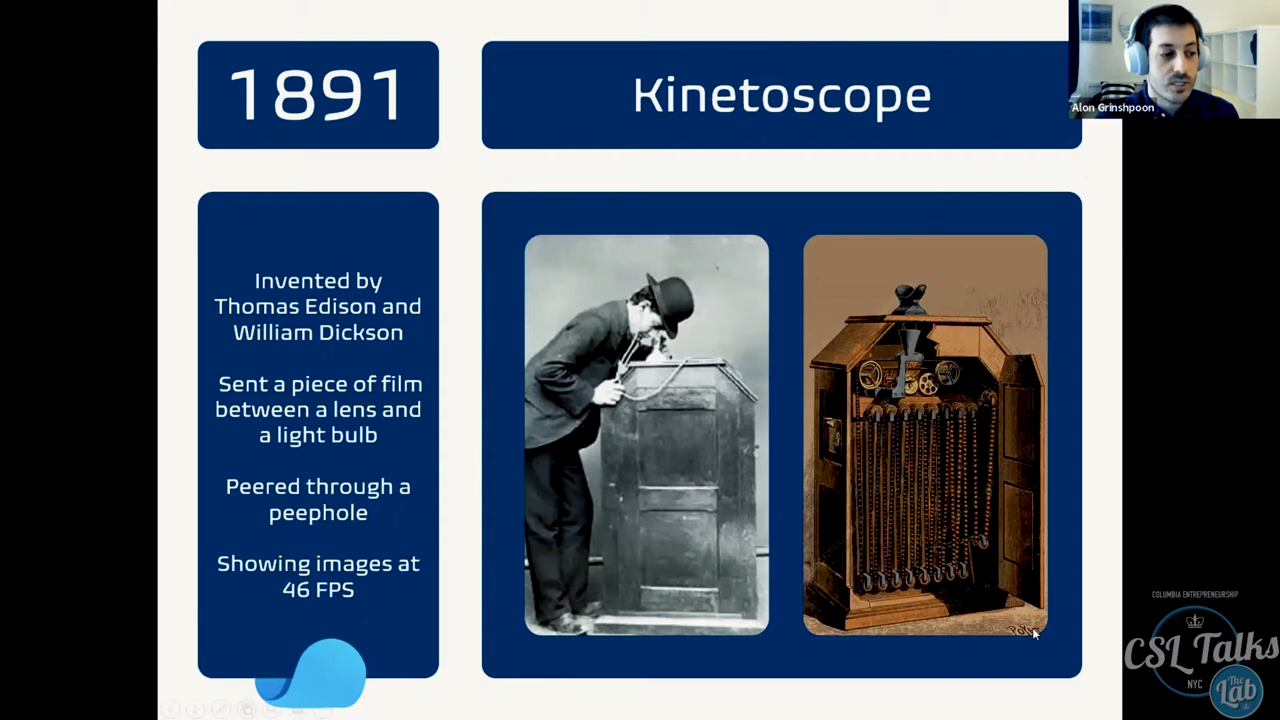 1891
Kinetoscope
Alon Grinshpoon
Invented by
Thomas Edison and
William Dickson
Sent a piece of film
between a lens and
a light bulb
Peered through a
peephole
Showing images at
46 FPS
COLUMBIA ENTREPRENEURSHIP
CSL Talks
NYC
The
Lab